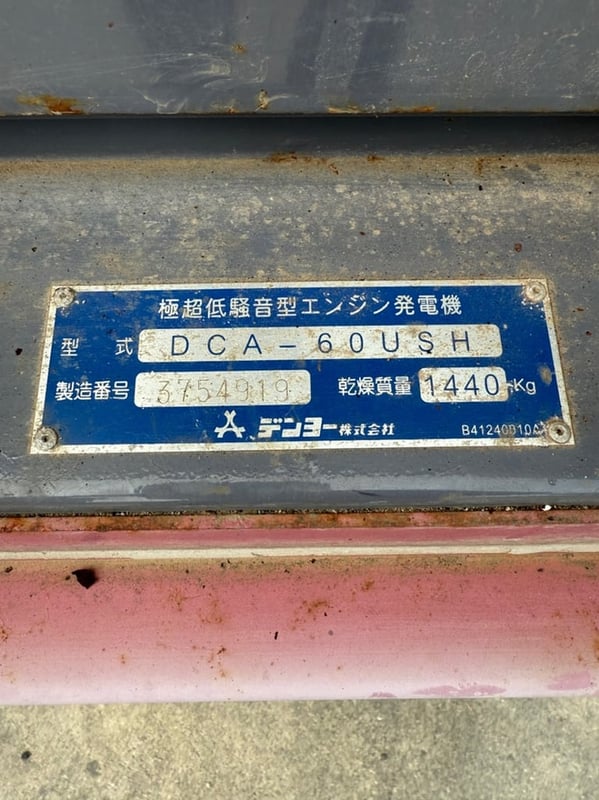 極超低騒音型エンジン発電機
型式 DCA-60USH
製造番号 3754919 乾燥質量 1440 Kg
デンヨー株式会社 B41240010A